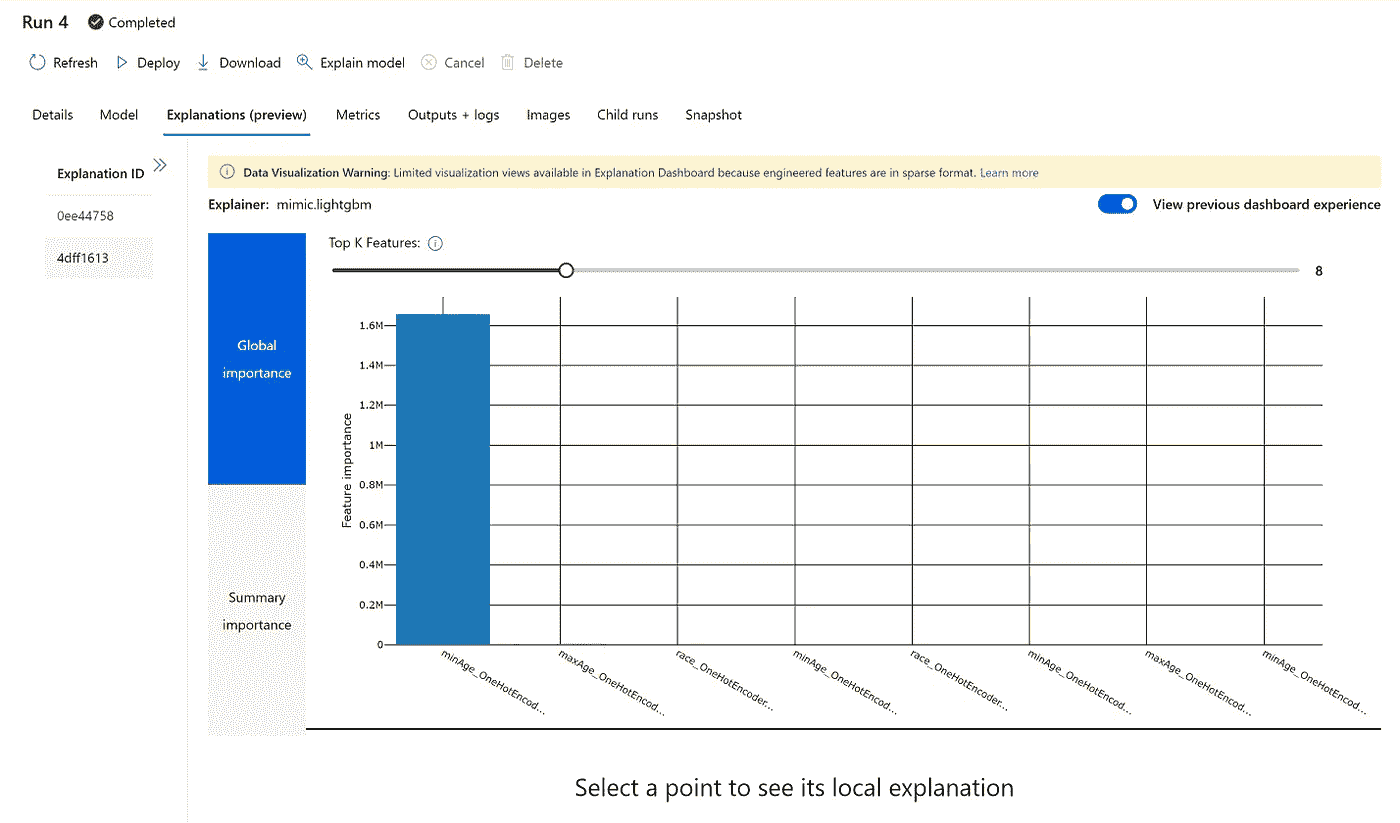 Run 4 Completed
Refresh Deploy Download Explain model Cancel Delete
Details Model Explanations (preview) Metrics Outputs + logs Images Child runs Snapshot
Explanation ID
0ee44758
4dff1613
Data Visualization Warning: Limited visualization views available in Explanation Dashboard because engineered features are in sparse format. Learn more
Explainer: mimic.lightgbm
View previous dashboard experience
Global
importance
Summary
importance
Top K Features:
8
Feature importance
1.6M
1.4M
1.2M
1M
0.8M
0.6M
0.4M
0.2M
0
minAge_OneHotEncod...
maxAge_OneHotEncod...
race_OneHotEncoder...
minAge_OneHotEncod...
race_OneHotEncoder...
minAge_OneHotEncod...
maxAge_OneHotEncod...
minAge_OneHotEncod...
Select a point to see its local explanation